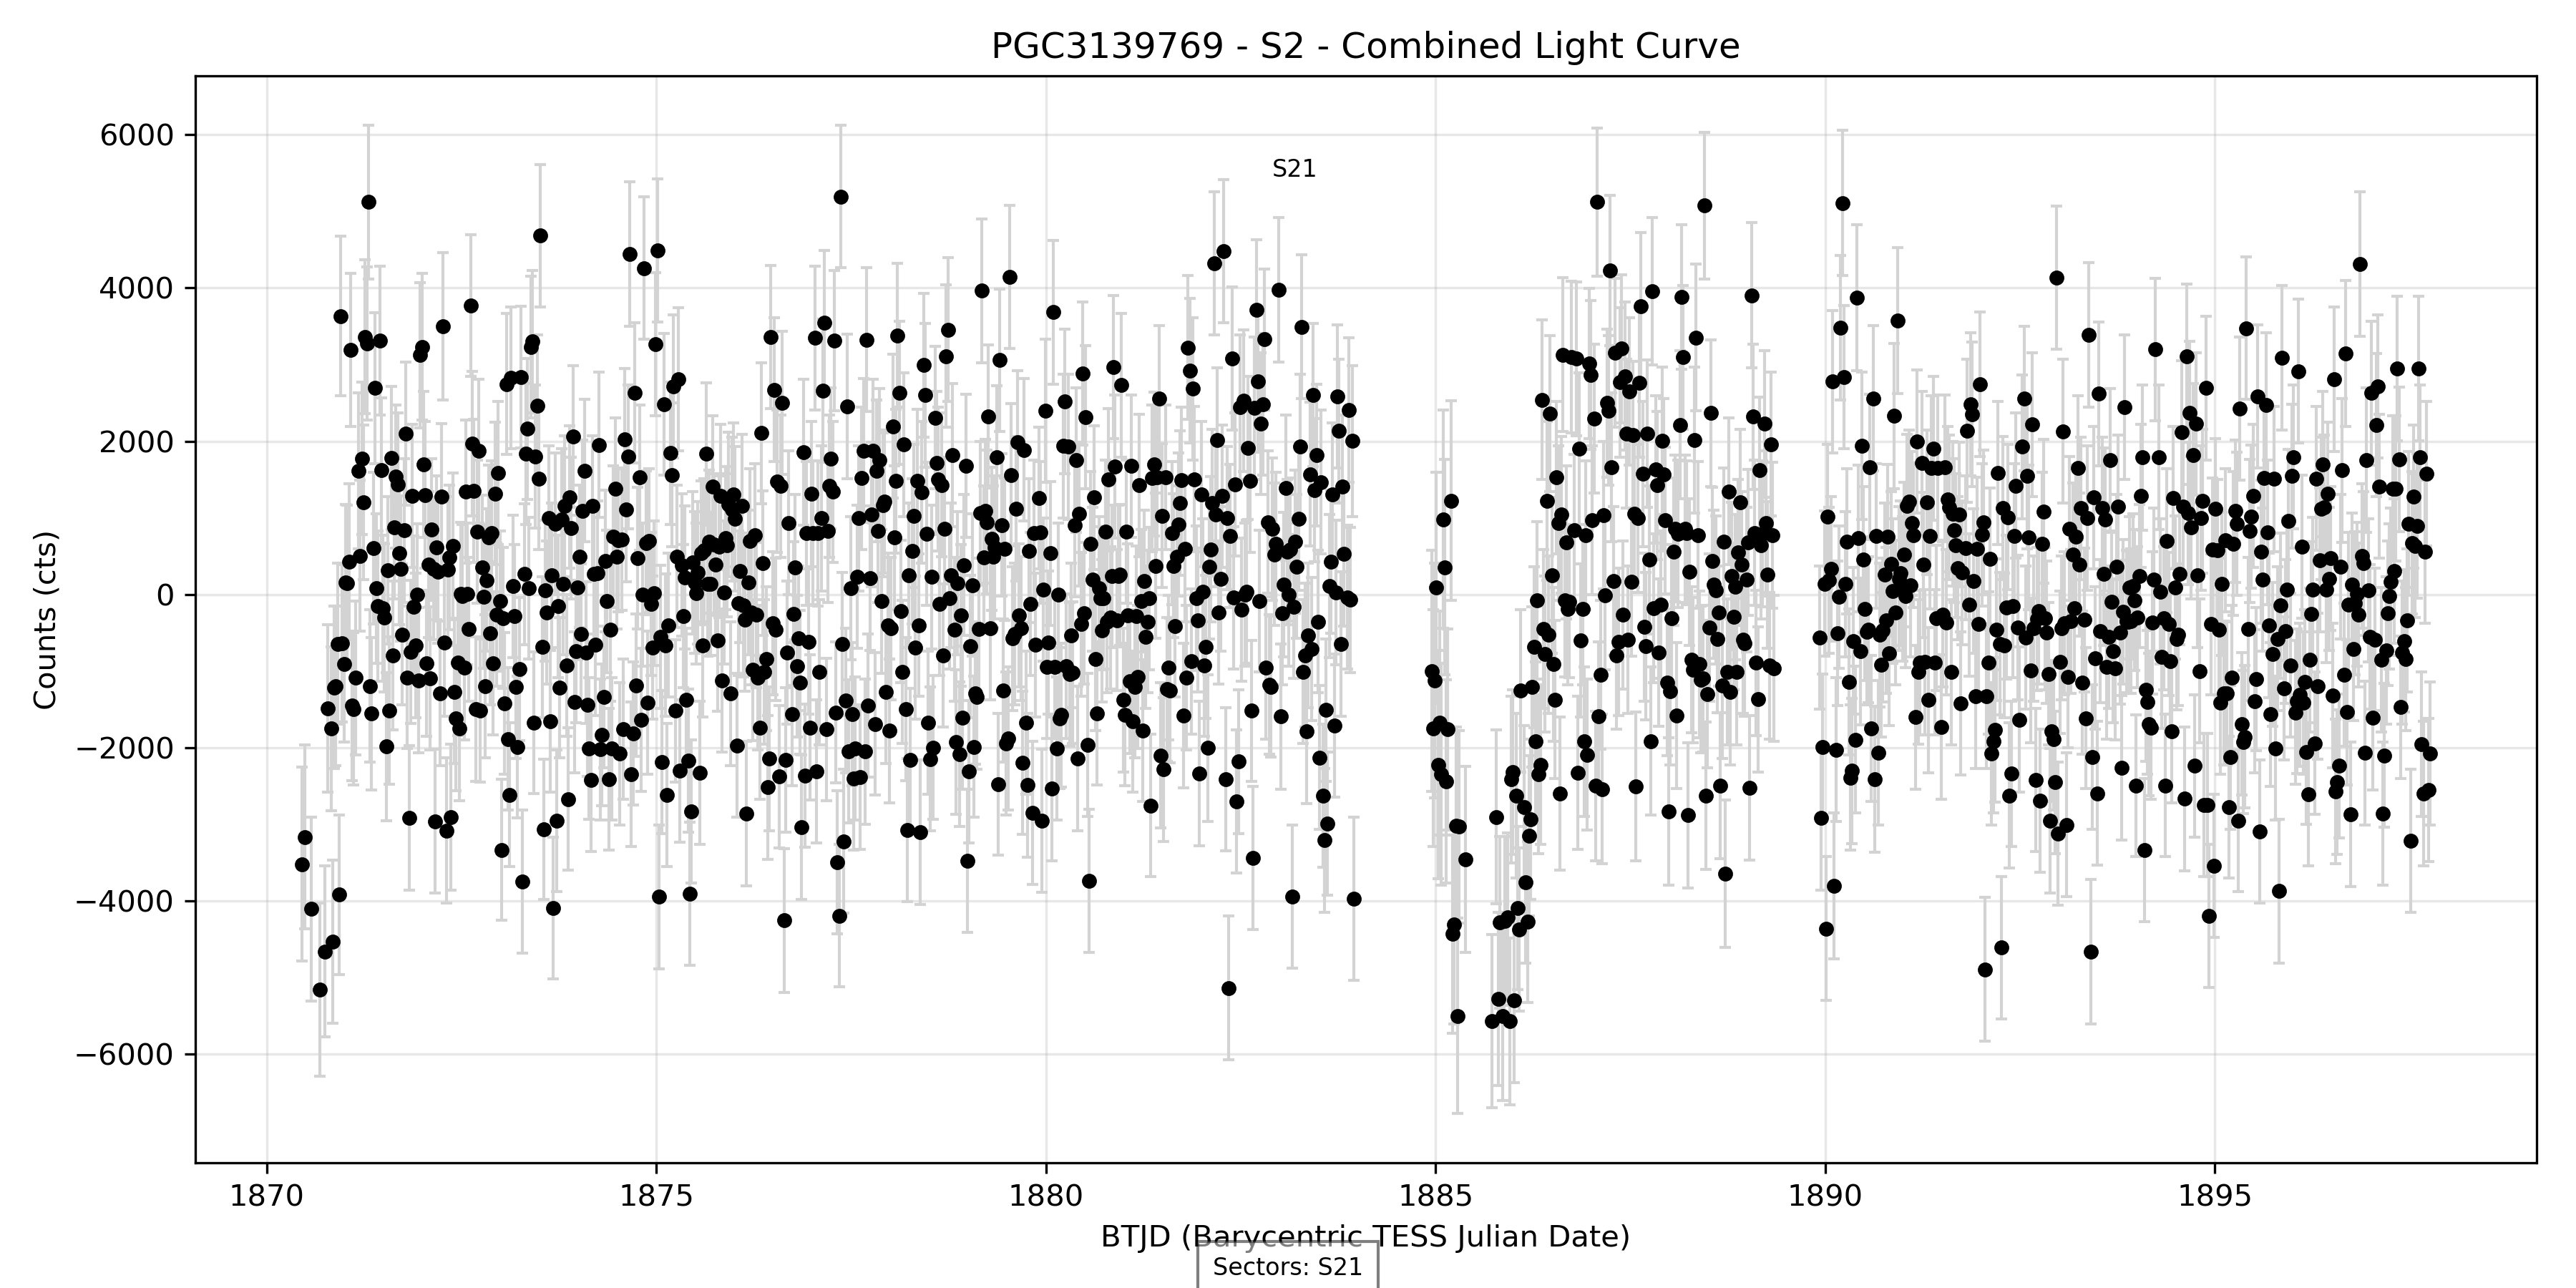 PGC3139769 - S2 - Combined Light Curve
Counts (cts)
6000
4000
2000
0
−2000
−4000
−6000
S21
1870 1875 1880 1885 1890 1895
BTJD (Barycentric TESS Julian Date)
Sectors: S21